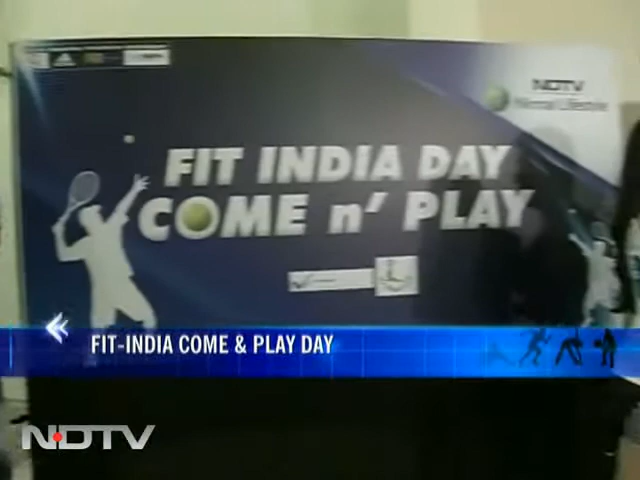 NDTV
FIT INDIA DAY
COME n' PLAY
FIT-INDIA COME & PLAY DAY
NDTV